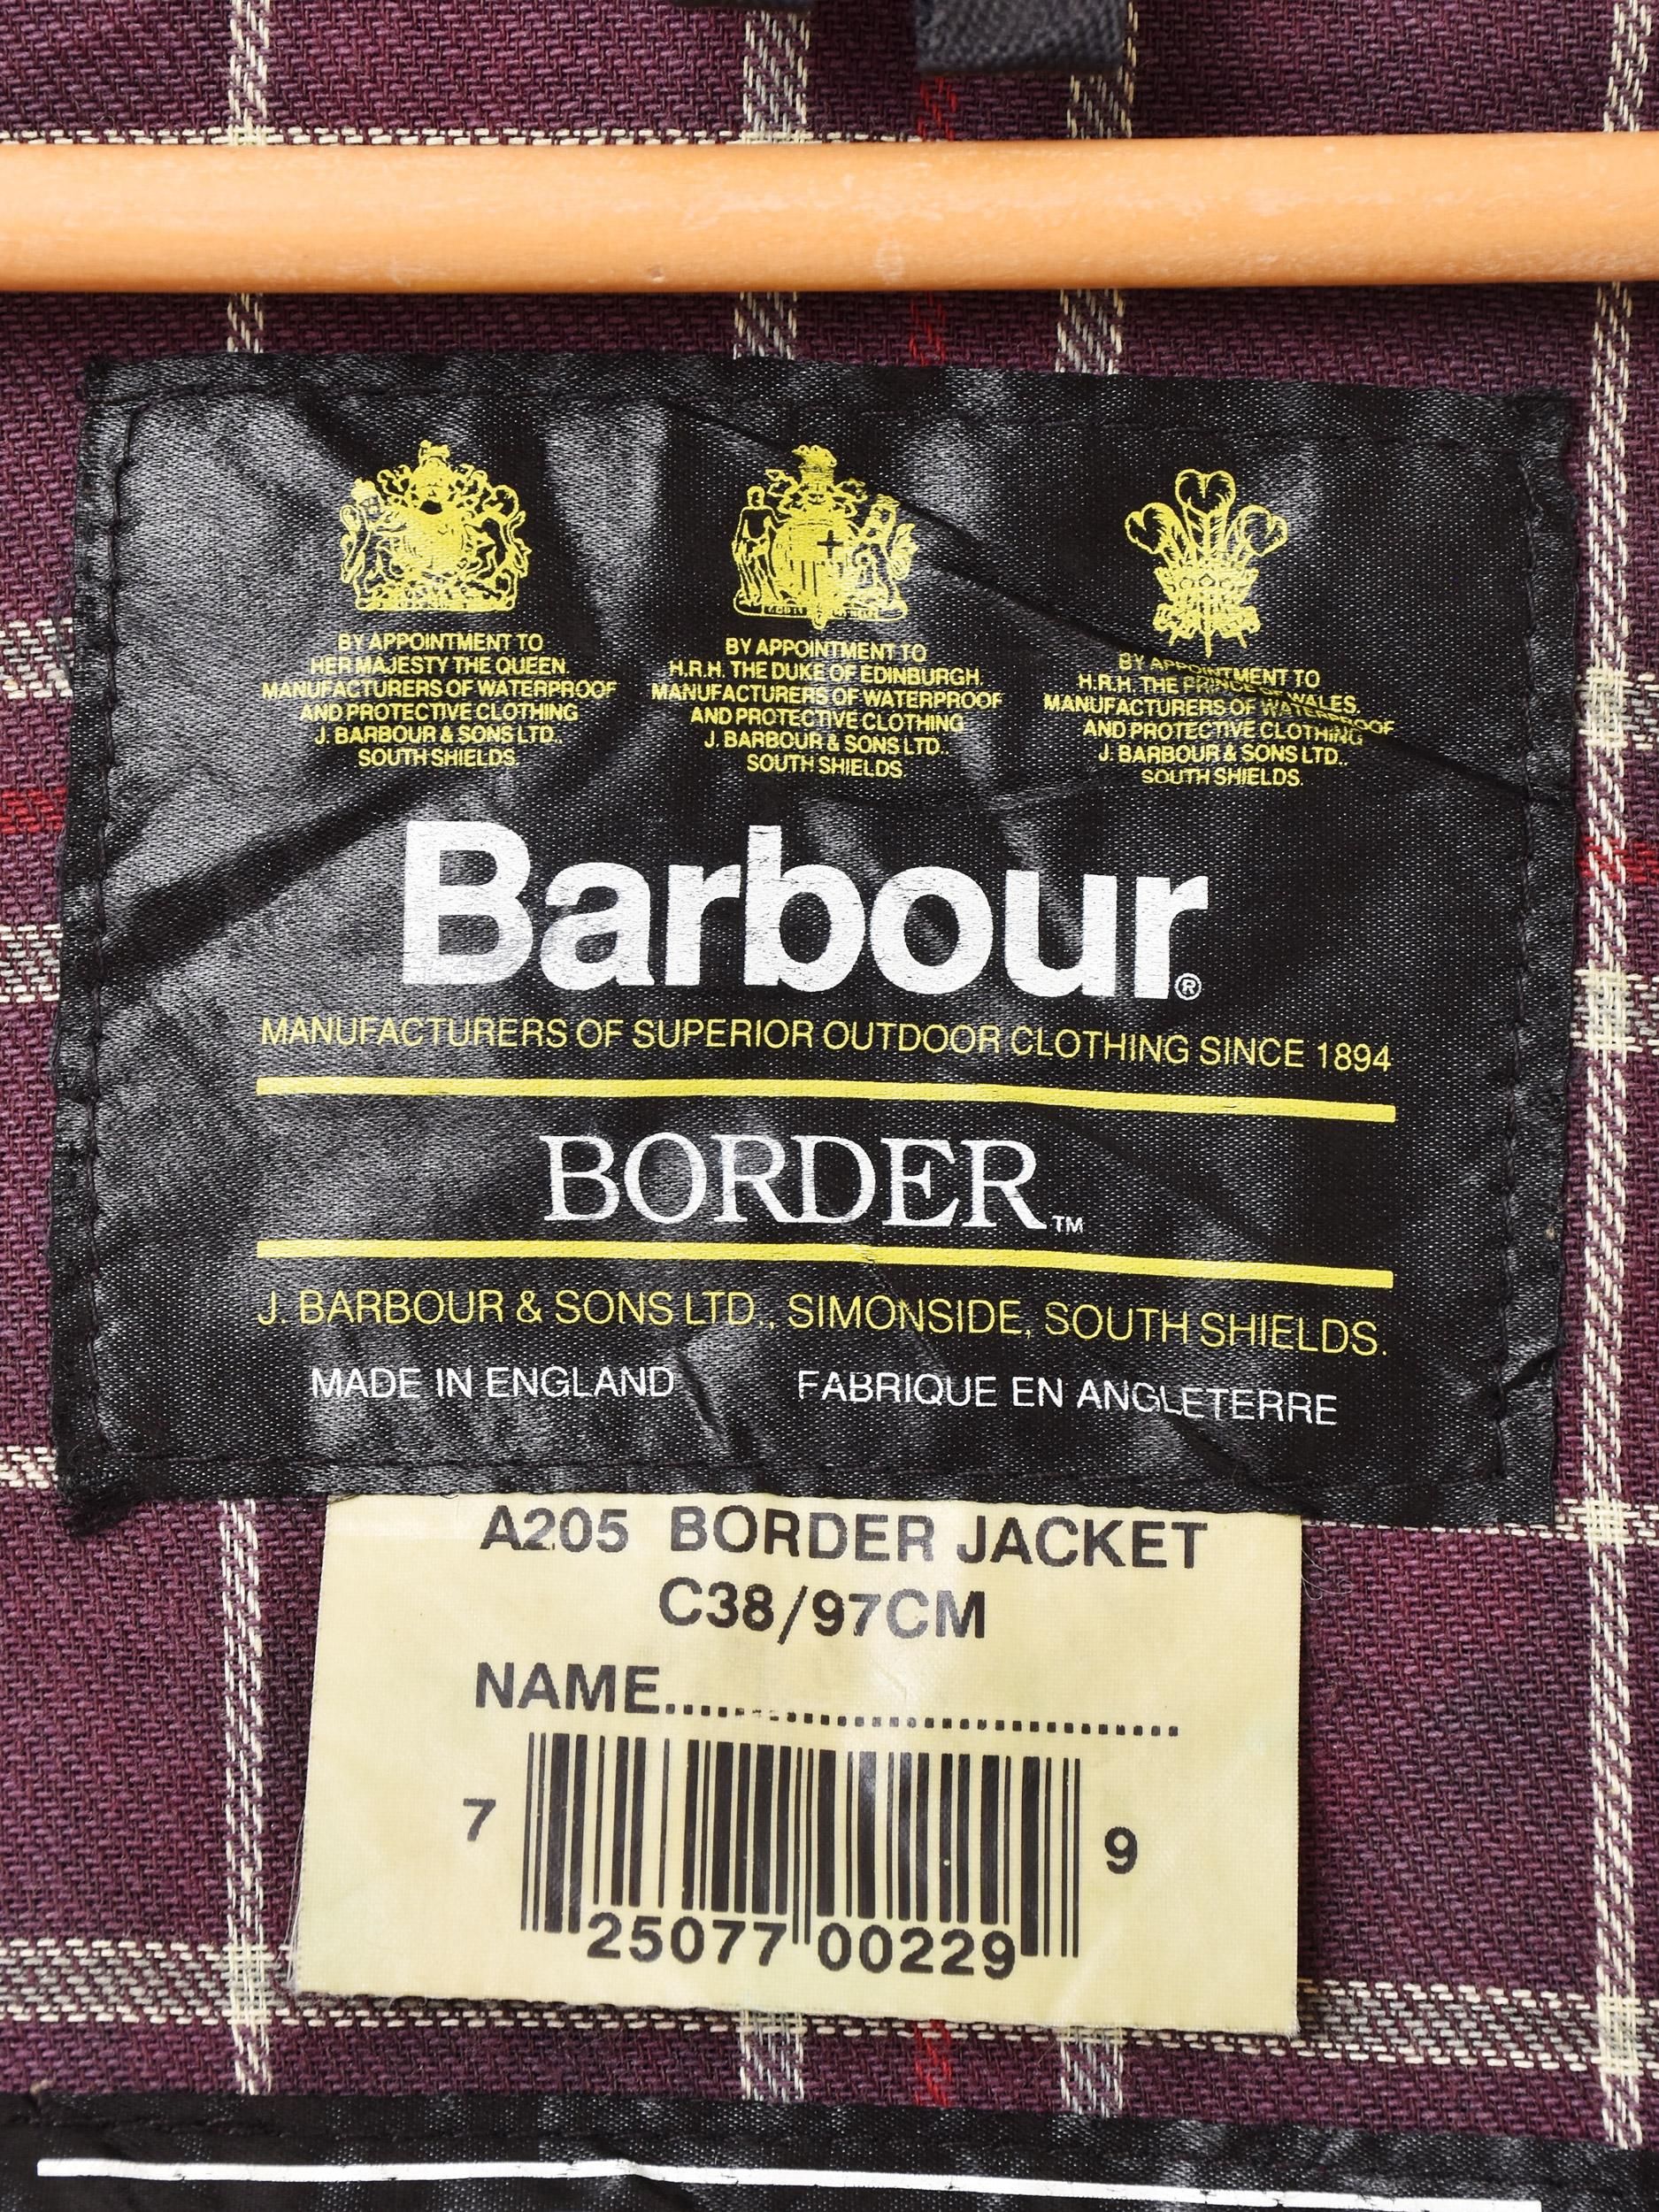 BY APPOINTMENT TO
HER MAJESTY THE QUEEN
MANUFACTURERS OF WATERPROOF
AND PROTECTIVE CLOTHING
J. BARBOUR & SONS LTD..
SOUTH SHIELDS.
BY APPOINTMENT TO
H.R.H. THE DUKE OF EDINBURGH.
MANUFACTURERS OF WATERPROOF
AND PROTECTIVE CLOTHING
J. BARBOUR & SONS LTD..
SOUTH SHIELDS.
BY APPOINTMENT TO
H.R.H. THE PRINCE OF WALES.
MANUFACTURERS OF WATERPROOF
AND PROTECTIVE CLOTHING
J. BARBOUR & SONS LTD..
SOUTH SHIELDS.
Barbour®
MANUFACTURERS OF SUPERIOR OUTDOOR CLOTHING SINCE 1894
BORDER™
J. BARBOUR & SONS LTD., SIMONSIDE, SOUTH SHIELDS.
MADE IN ENGLAND FABRIQUE EN ANGLETERRE
A205 BORDER JACKET
C38/97CM
NAME........................................
7 25077 00229 9